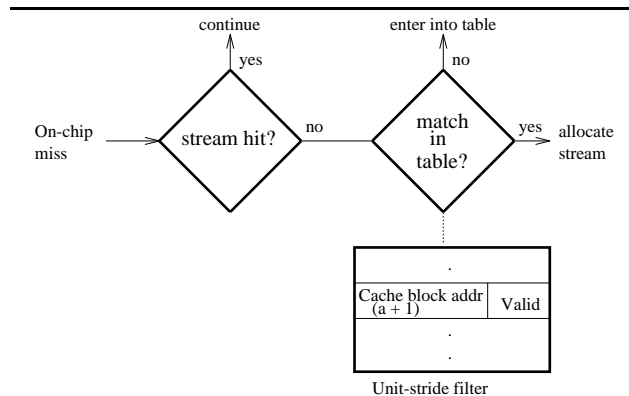 continue
enter into table
yes
no
On-chip
miss
stream hit?
no
match
in
table?
yes
allocate
stream
.
Cache block addr
(a + 1)
Valid
.
.
Unit-stride filter